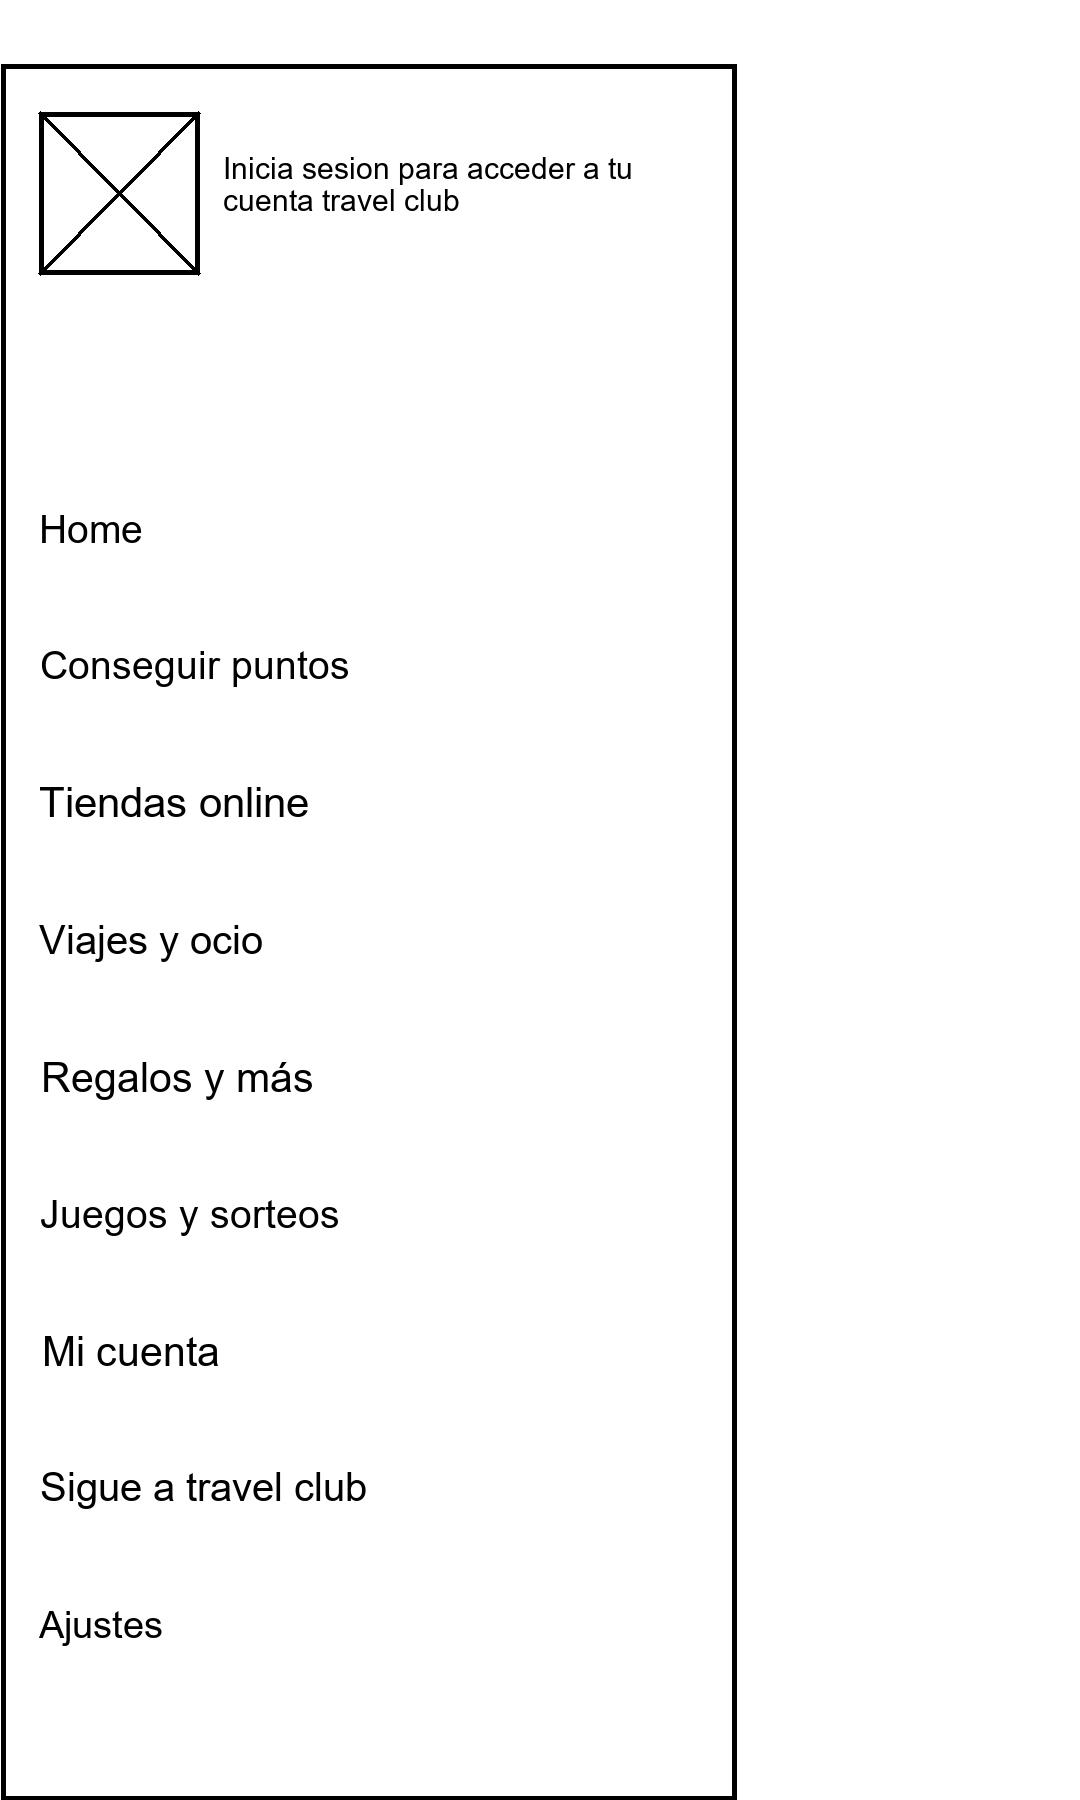 Inicia sesion para acceder a tu
cuenta travel club
Home
Conseguir puntos
Tiendas online
Viajes y ocio
Regalos y más
Juegos y sorteos
Mi cuenta
Sigue a travel club
Ajustes